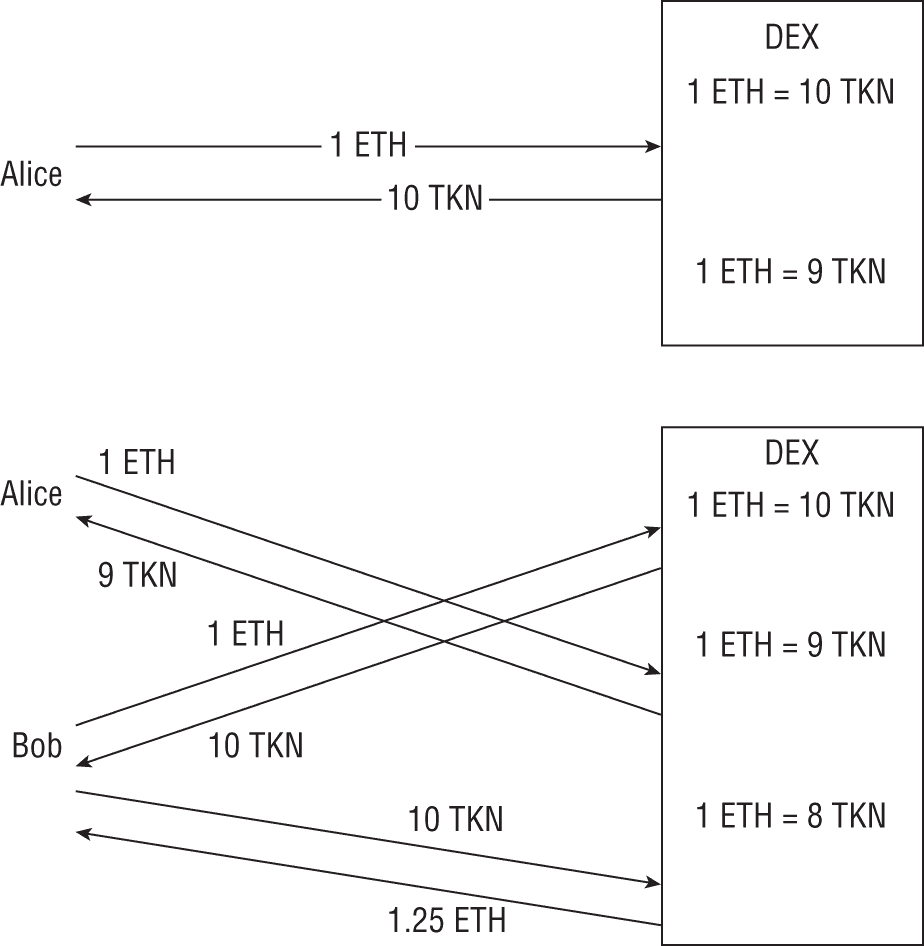 DEX
1 ETH = 10 TKN
1 ETH
Alice
10 TKN
1 ETH = 9 TKN
DEX
1 ETH
Alice
1 ETH = 10 TKN
9 TKN
1 ETH
1 ETH = 9 TKN
Bob
10 TKN
10 TKN
1 ETH = 8 TKN
1.25 ETH